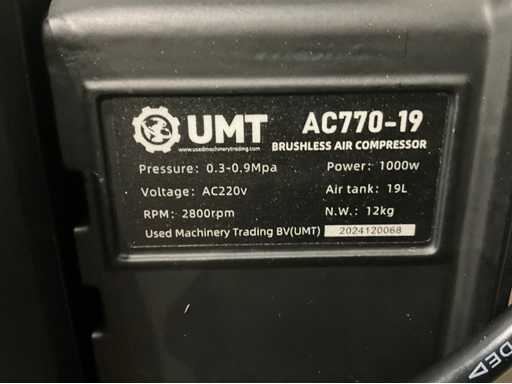 UMT
www.usedmachinerytrading.com
AC770-19
BRUSHLESS AIR COMPRESSOR
Pressure: 0.3-0.9Mpa
Power: 1000w
Voltage: AC220v
Air tank: 19L
RPM: 2800rpm
N.W.: 12kg
Used Machinery Trading BV(UMT)
2024120068